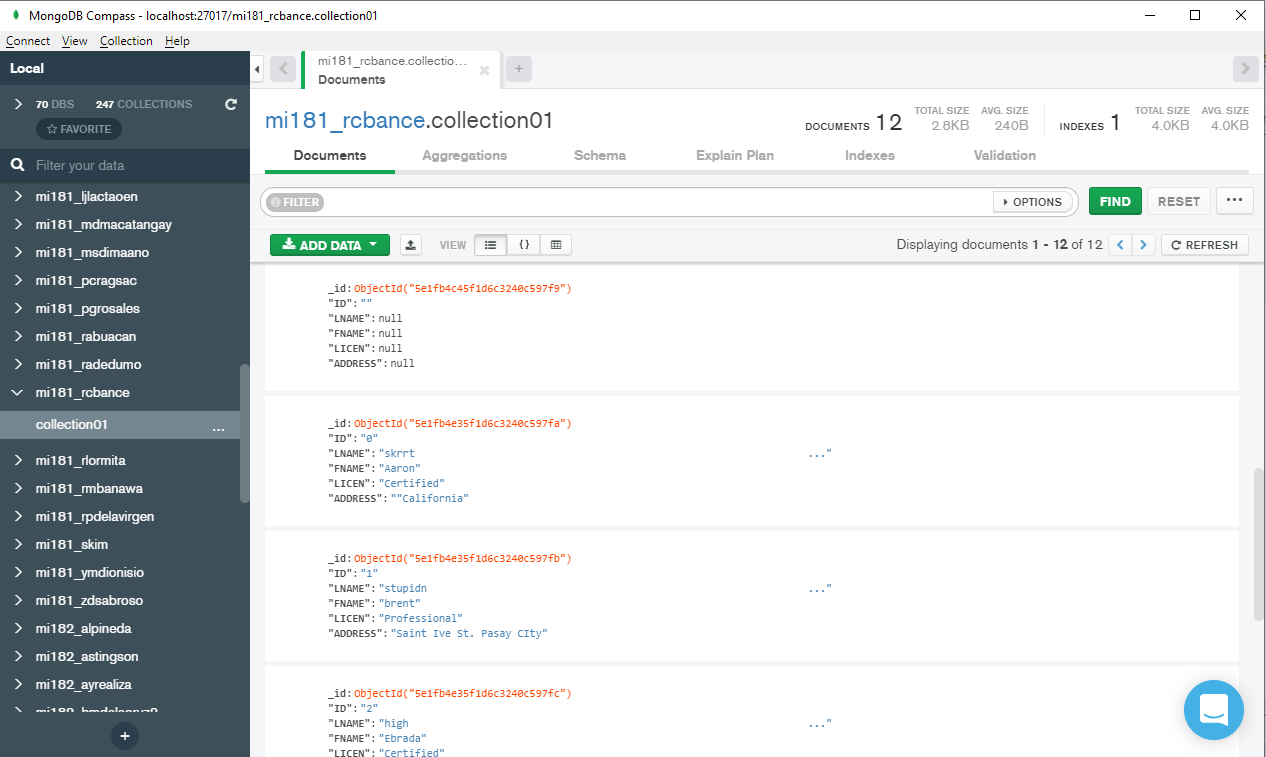 MongoDB Compass - localhost:27017/mi181_rcbance.collection01
Connect View Collection Help
Local
70 DBS 247 COLLECTIONS
FAVORITE
Filter your data
mi181_ljlactaoen
mi181_mdmacatangay
mi181_msdimaano
mi181_pcragsac
mi181_pgrosales
mi181_rabuacan
mi181_radedumo
mi181_rcbance
collection01 ...
mi181_rlormita
mi181_rmbanawa
mi181_rpdelavirgen
mi181_skim
mi181_ymdionisio
mi181_zdsabroso
mi182_alpineda
mi182_astingson
mi182_ayrealiza
+
mi181_rcbance.collectio...
Documents
+
mi181_rcbance.collection01
DOCUMENTS 12 TOTAL SIZE 2.8KB AVG. SIZE 240B INDEXES 1 TOTAL SIZE 4.0KB AVG. SIZE 4.0KB
Documents Aggregations Schema Explain Plan Indexes Validation
FILTER OPTIONS FIND RESET ...
ADD DATA VIEW {} Displaying documents 1 - 12 of 12 < > REFRESH
_id:ObjectId("5e1fb4c45f1d6c3240c597f9")
"ID":""
"LNAME":null
"FNAME":null
"LICEN":null
"ADDRESS":null
_id:ObjectId("5e1fb4e35f1d6c3240c597fa")
"ID":"0"
"LNAME":"skrrt ..."
"FNAME":"Aaron"
"LICEN":"Certified"
"ADDRESS":""California"
_id:ObjectId("5e1fb4e35f1d6c3240c597fb")
"ID":"1"
"LNAME":"stupidn ..."
"FNAME":"brent"
"LICEN":"Professional"
"ADDRESS":"Saint Ive St. Pasay CIty"
_id:ObjectId("5e1fb4e35f1d6c3240c597fc")
"ID":"2"
"LNAME":"high ..."
"FNAME":"Ebrada"
"LICEN":"Certified"